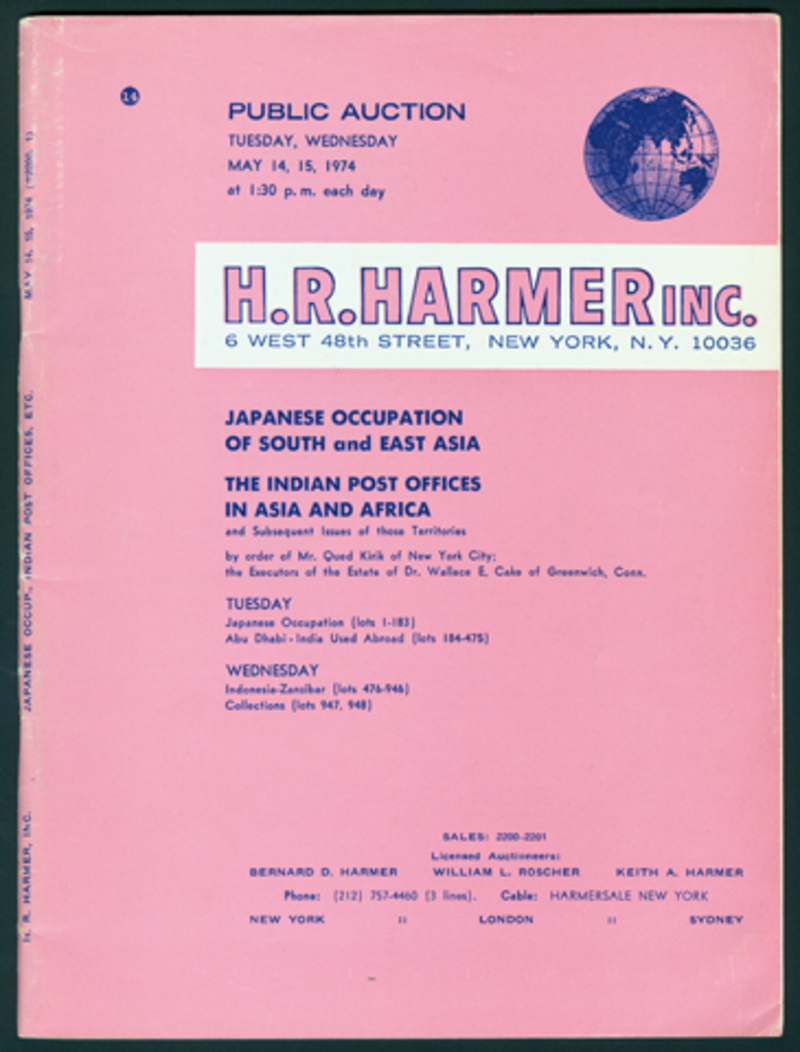 14
PUBLIC AUCTION
TUESDAY, WEDNESDAY
MAY 14, 15, 1974
at 1:30 p.m. each day
H.R.HARMER INC.
6 WEST 48th STREET, NEW YORK, N.Y. 10036
JAPANESE OCCUPATION
OF SOUTH and EAST ASIA
THE INDIAN POST OFFICES
IN ASIA AND AFRICA
and Subsequent Issues of those Territories
by order of Mr. Qued Kirik of New York City;
the Executors of the Estate of Dr. Wallace E. Cake of Greenwich, Conn.
TUESDAY
Japanese Occupation (lots 1-183)
Abu Dhabi-India Used Abroad (lots 184-475)
WEDNESDAY
Indonesia-Zanzibar (lots 476-946)
Collections (lots 947, 948)
SALES: 2200-2201
Licensed Auctioneers:
BERNARD D. HARMER WILLIAM L. ROSCHER KEITH A. HARMER
Phone: (212) 757-4460 (3 lines). Cable: HARMERSALE NEW YORK
NEW YORK :: LONDON :: SYDNEY
H. R. HARMER, INC. JAPANESE OCCUP., INDIAN POST OFFICES, ETC. MAY 14, 15, 1974